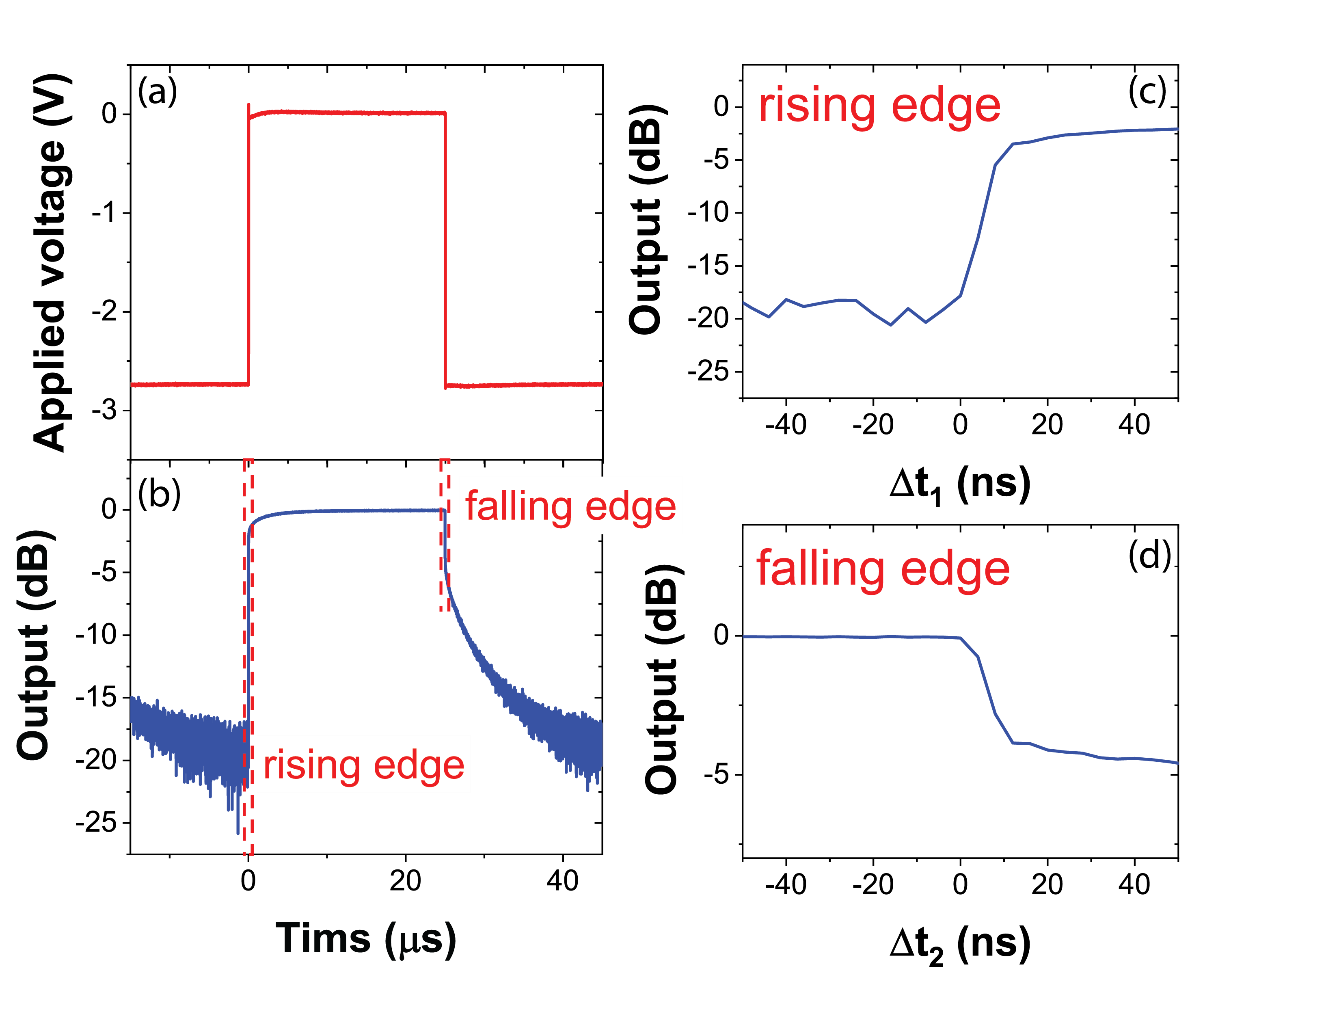 (a)
Applied voltage (V)
0
-1
-2
-3
(b)
falling edge
rising edge
Output (dB)
0
-5
-10
-15
-20
-25
0
20
40
Tims (μs)
(c)
rising edge
Output (dB)
0
-5
-10
-15
-20
-25
-40
-20
0
20
40
Δt1 (ns)
(d)
falling edge
Output (dB)
0
-5
-40
-20
0
20
40
Δt2 (ns)